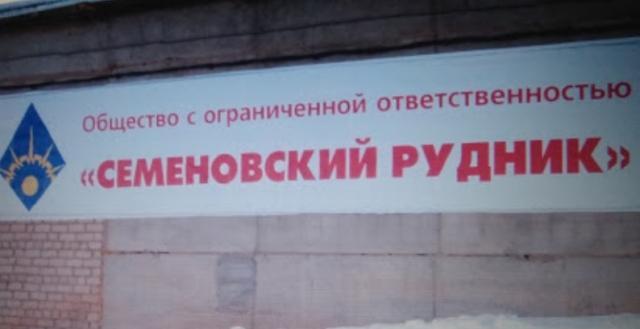 Общество с ограниченной ответственностью
«СЕМЕНОВСКИЙ РУДНИК»